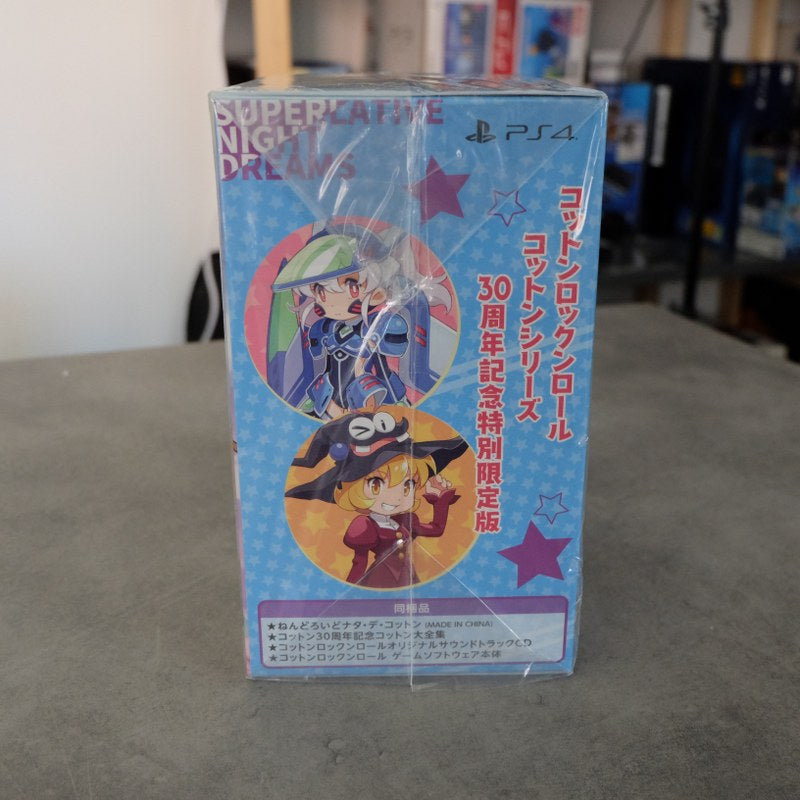 SUPERLATIVE
NIGHT
DREAMS
PS4
コットンロックンロール
コットンシリーズ
30周年記念特別限定版
同梱品
★ねんどろいどナタ・デ・コットン (MADE IN CHINA)
★コットン30周年記念コットン大全集
★コットンロックンロールオリジナルサウンドトラックCD
★コットンロックンロール ゲームソフトウェア本体